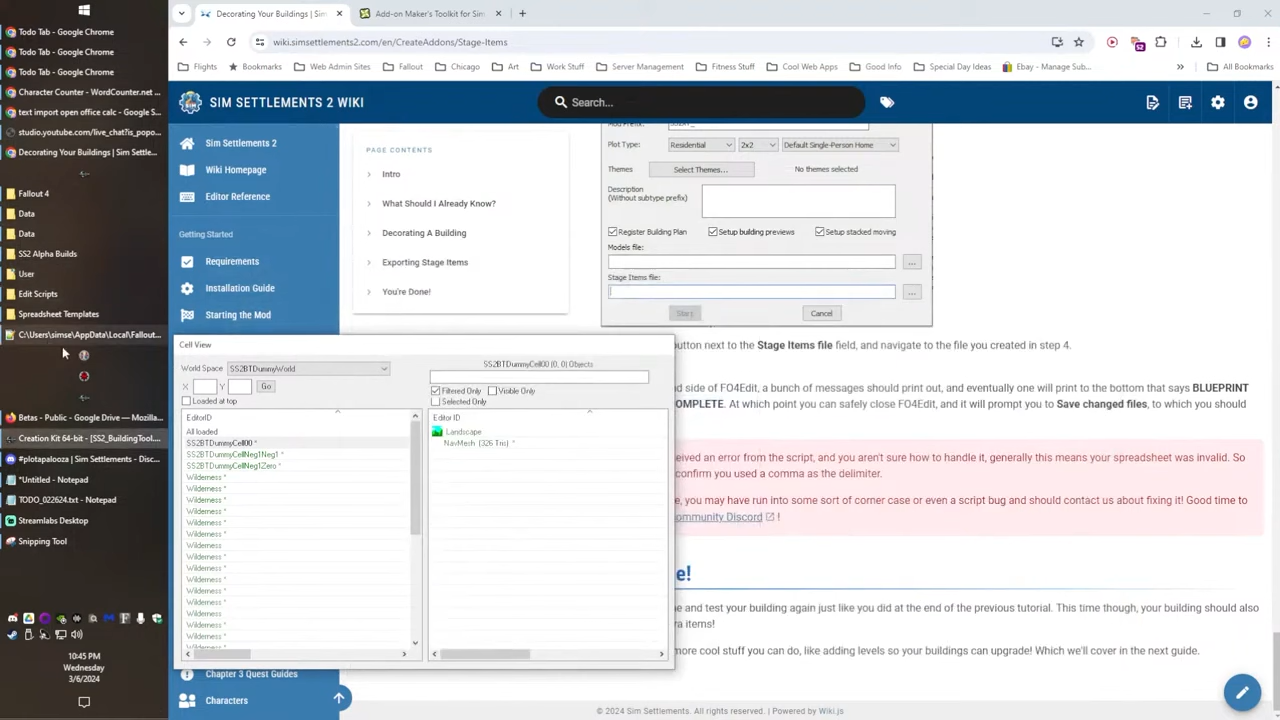 Todo Tab - Google Chrome
Todo Tab - Google Chrome
Todo Tab - Google Chrome
Character Counter - WordCounter.net ...
text import open office calc - Google S...
studio.youtube.com/live_chat?is_popo...
Decorating Your Buildings | Sim Settle...
Fallout 4
Data
Data
SS2 Alpha Builds
User
Edit Scripts
Spreadsheet Templates
C:\Users\simse\AppData\Local\Fallout...
Betas - Public - Google Drive — Mozilla...
Creation Kit 64-bit - [SS2_BuildingTool....
#plotapalooza | Sim Settlements - Disc...
*Untitled - Notepad
TODO_022624.txt - Notepad
Streamlabs Desktop
Snipping Tool
10:45 PM
Wednesday
3/6/2024
Decorating Your Buildings | Sim
Add-on Maker's Toolkit for Sim
wiki.simsettlements2.com/en/CreateAddons/Stage-Items
Flights
Bookmarks
Web Admin Sites
Fallout
Chicago
Art
Work Stuff
Server Management
Fitness Stuff
Cool Web Apps
Good Info
Special Day Ideas
Ebay - Manage Sub...
All Bookmarks
SIM SETTLEMENTS 2 WIKI
Search...
Sim Settlements 2
Wiki Homepage
Editor Reference
Getting Started
Requirements
Installation Guide
Starting the Mod
Chapter 3 Quest Guides
Characters
PAGE CONTENTS
Intro
What Should I Already Know?
Decorating A Building
Exporting Stage Items
You're Done!
Plot Type: Residential 2x2 Default Single-Person Home
Themes Select Themes... No themes selected
Description
(Without subtype prefix)
Register Building Plan Setup building previews Setup stacked moving
Models file:
...
Stage Items file:
...
Start Cancel
button next to the Stage Items file field, and navigate to the file you created in step 4.
nd side of FO4Edit, a bunch of messages should print out, and eventually one will print to the bottom that says BLUEPRINT
OMPLETE. At which point you can safely close FO4Edit, and it will prompt you to Save changed files, to which you should
eived an error from the script, and you aren't sure how to handle it, generally this means your spreadsheet was invalid. So
confirm you used a comma as the delimiter.
e, you may have run into some sort of corner case or even a script bug and should contact us about fixing it! Good time to
ommunity Discord !
e!
e and test your building again just like you did at the end of the previous tutorial. This time though, your building should also
ra items!
more cool stuff you can do, like adding levels so your buildings can upgrade! Which we'll cover in the next guide.
© 2024 Sim Settlements. All rights reserved. | Powered by Wiki.js
Cell View
World Space SS2BTDummyWorld
X Y Go
Loaded at top
EditorID
All loaded
SS2BTDummyCell00 *
SS2BTDummyCellNeg1Neg1 *
SS2BTDummyCellNeg1Zero *
Wilderness *
Wilderness *
Wilderness *
Wilderness *
Wilderness *
Wilderness *
Wilderness
Wilderness
Wilderness *
Wilderness *
Wilderness *
Wilderness *
Wilderness *
Wilderness *
Wilderness *
Wilderness *
SS2BTDummyCell00 (0, 0) Objects
Filtered Only Visible Only
Selected Only
Editor ID
Landscape
NavMesh (326 Tris) *